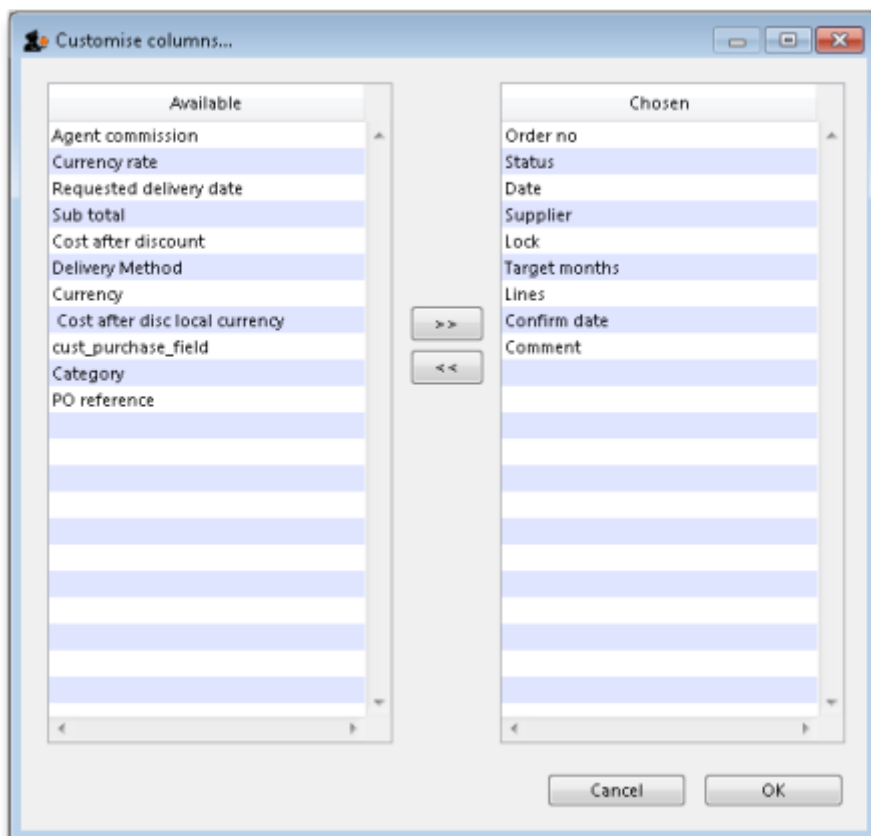 Customise columns...
Available
Agent commission
Currency rate
Requested delivery date
Sub total
Cost after discount
Delivery Method
Currency
Cost after disc local currency
cust_purchase_field
Category
PO reference
>>
<<
Chosen
Order no
Status
Date
Supplier
Lock
Target months
Lines
Confirm date
Comment
Cancel
OK